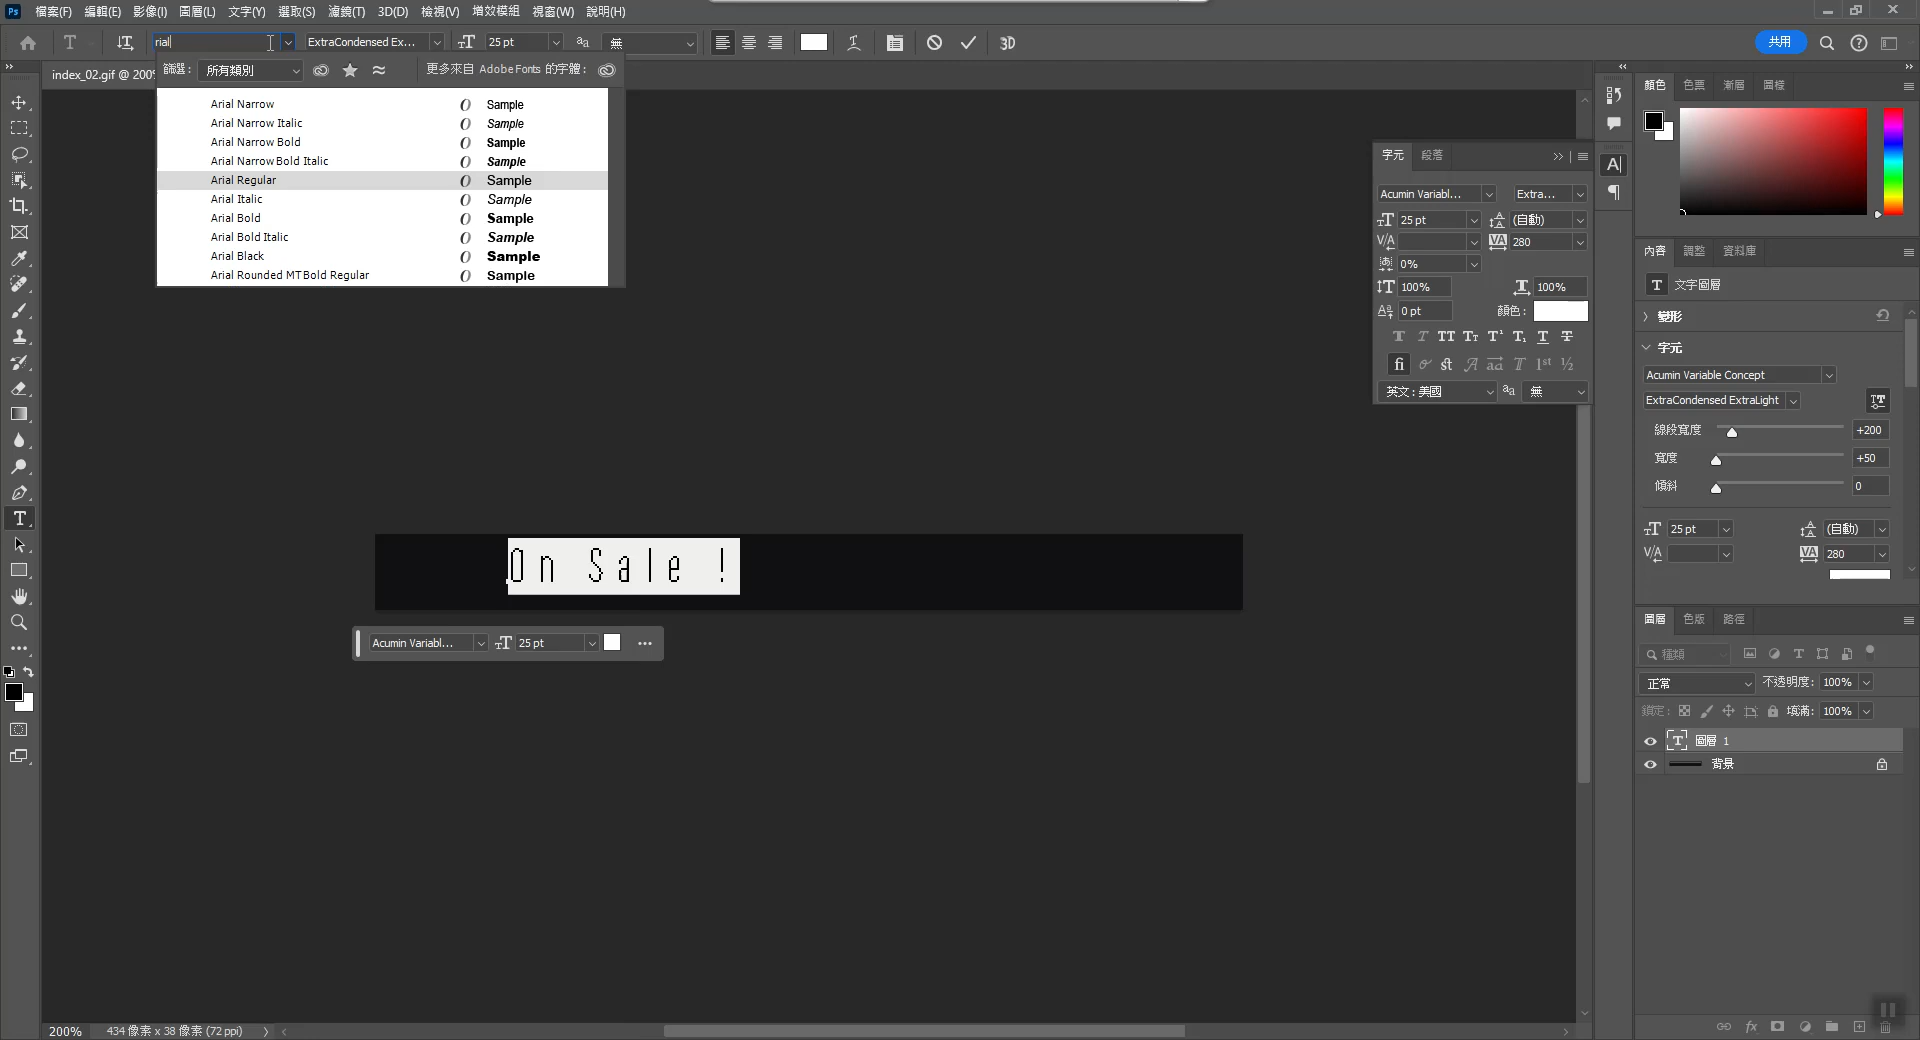 Ps 檔案(F) 編輯(E) 影像(I) 圖層(L) 文字(Y) 選取(S) 濾鏡(T) 3D(D) 檢視(V) 增效模組 視窗(W) 說明(H)
rial ExtraCondensed Ex... 25 pt 無 3D 共用
index_02.gif @ 200%
篩選: 所有類別 更多來自 Adobe Fonts 的字體:
Arial Narrow Sample
Arial Narrow Italic Sample
Arial Narrow Bold Sample
Arial Narrow Bold Italic Sample
Arial Regular Sample
Arial Italic Sample
Arial Bold Sample
Arial Bold Italic Sample
Arial Black Sample
Arial Rounded MT Bold Regular Sample
On Sale !
Acumin Variabl... 25 pt
字元 段落
Acumin Variabl... Extra...
25 pt (自動)
280
0%
100% 100%
0 pt 顏色:
英文: 美國 無
顏色 色票 漸層 圖樣
內容 調整 資料庫
文字圖層
變形
字元
Acumin Variable Concept
ExtraCondensed ExtraLight
線段寬度 +200
寬度 +50
傾斜 0
25 pt (自動)
280
圖層 色版 路徑
種類
正常 不透明度: 100%
鎖定: 填滿: 100%
圖層 1
背景
200% 434 像素 x 38 像素 (72 ppi)